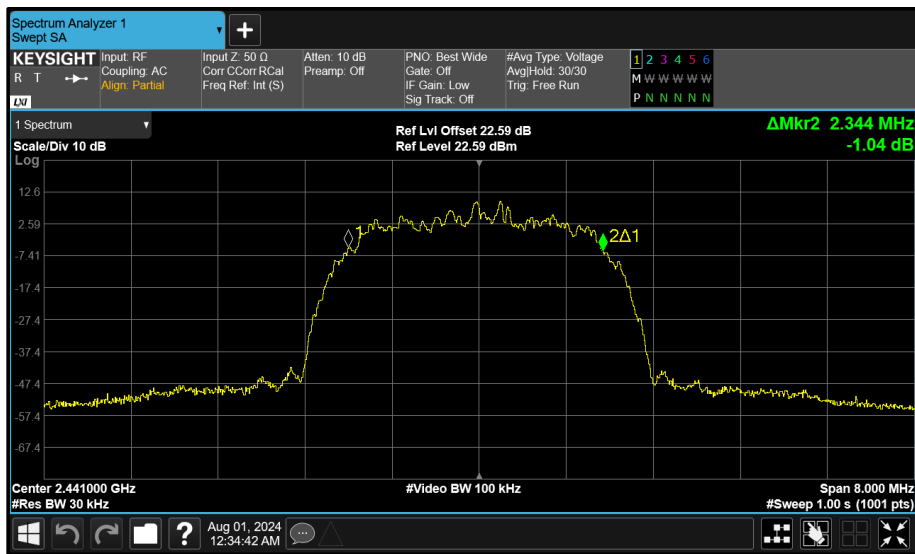 Spectrum Analyzer 1
Swept SA
KEYSIGHT
R T
LXI
Input: RF
Coupling: AC
Align: Partial
Input Z: 50 Ω
Corr CCorr RCal
Freq Ref: Int (S)
Atten: 10 dB
Preamp: Off
PNO: Best Wide
Gate: Off
IF Gain: Low
Sig Track: Off
#Avg Type: Voltage
Avg|Hold: 30/30
Trig: Free Run
1 2 3 4 5 6
M W W W W W
P N N N N N
1 Spectrum
Scale/Div 10 dB
Log
Ref Lvl Offset 22.59 dB
Ref Level 22.59 dBm
ΔMkr2 2.344 MHz
-1.04 dB
12.6
2.59
-7.41
-17.4
-27.4
-37.4
-47.4
-57.4
-67.4
1
2Δ1
Center 2.441000 GHz
#Res BW 30 kHz
#Video BW 100 kHz
Span 8.000 MHz
#Sweep 1.00 s (1001 pts)
?
Aug 01, 2024
12:34:42 AM